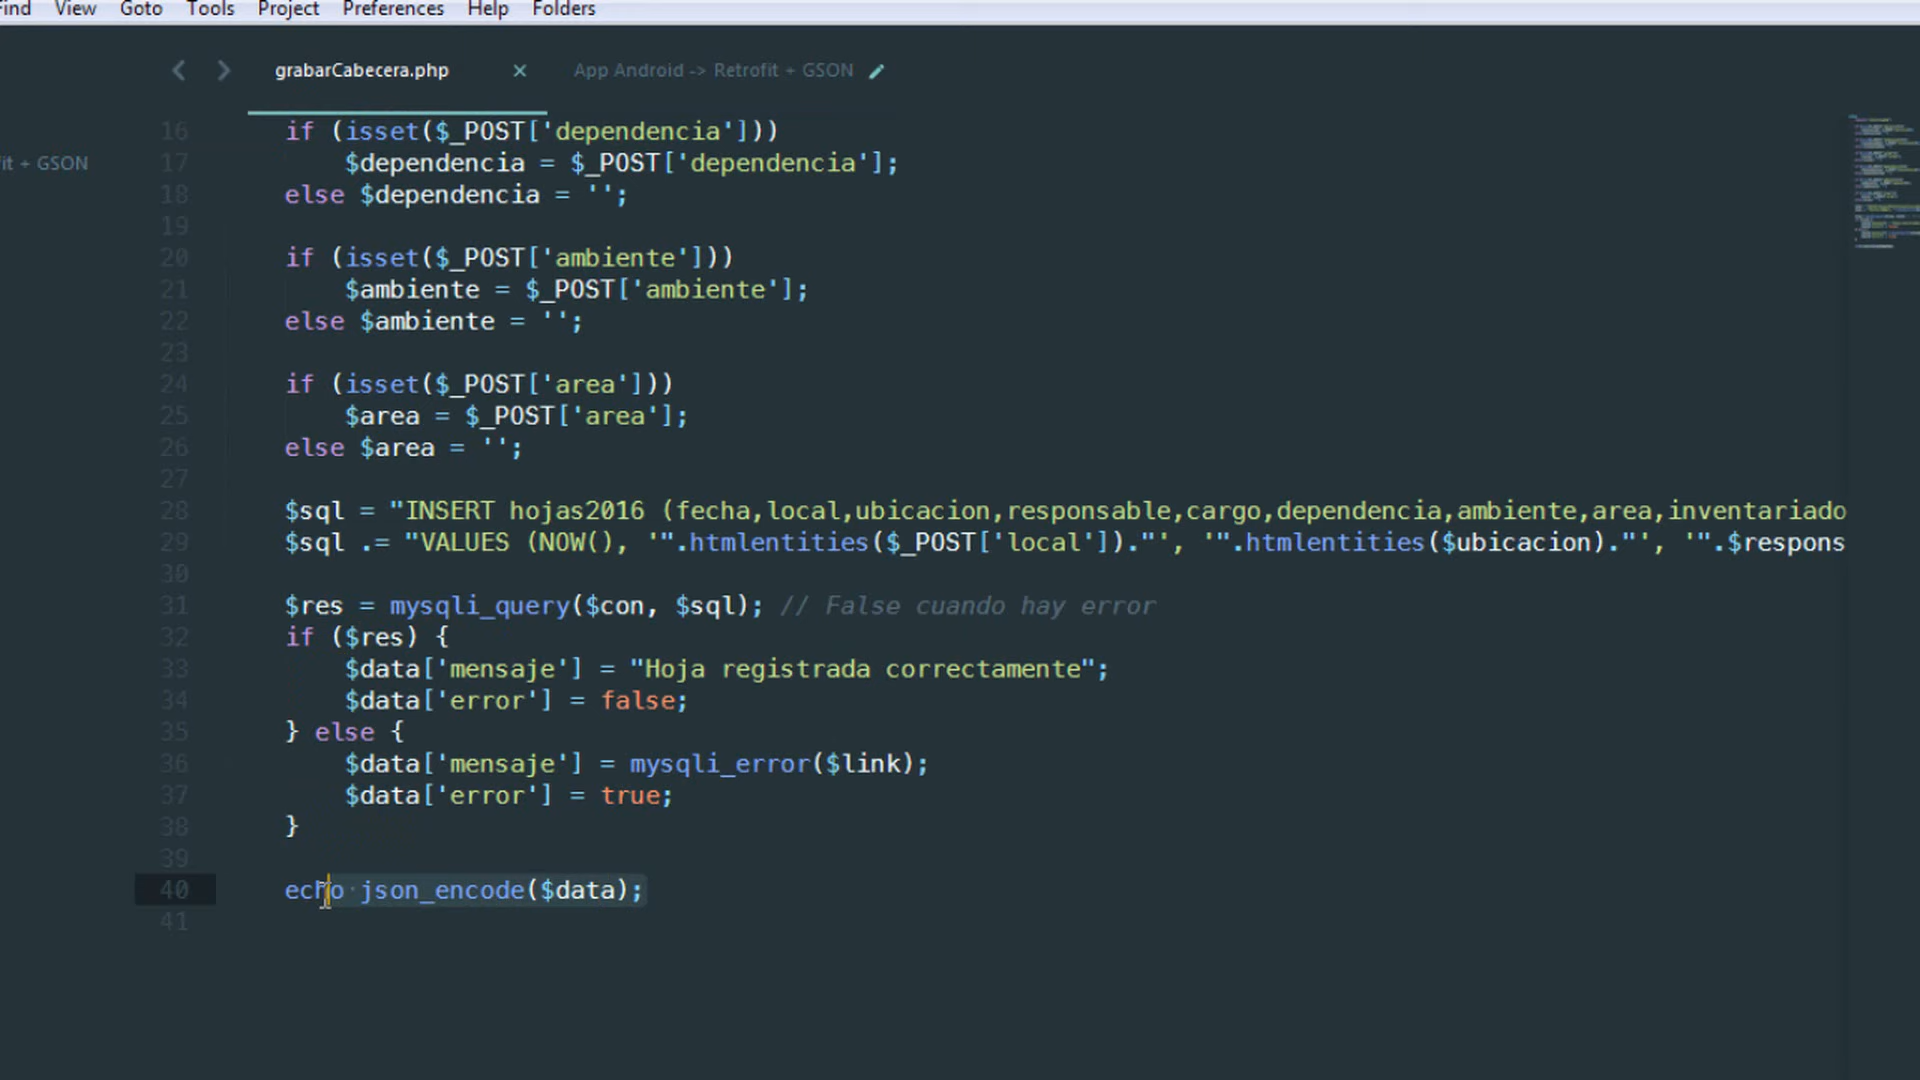 View Goto Tools Project Preferences Help Folders
grabarCabecera.php × App Android -> Retrofit + GSON
+ GSON
16 if (isset($_POST['dependencia']))
17 $dependencia = $_POST['dependencia'];
18 else $dependencia = '';
19
20 if (isset($_POST['ambiente']))
21 $ambiente = $_POST['ambiente'];
22 else $ambiente = '';
23
24 if (isset($_POST['area']))
25 $area = $_POST['area'];
26 else $area = '';
27
28 $sql = "INSERT hojas2016 (fecha,local,ubicacion,responsable,cargo,dependencia,ambiente,area,inventariado
29 $sql .= "VALUES (NOW(), '".htmlentities($_POST['local'])."', '".htmlentities($ubicacion)."', '".$respons
30
31 $res = mysqli_query($con, $sql); // False cuando hay error
32 if ($res) {
33 $data['mensaje'] = "Hoja registrada correctamente";
34 $data['error'] = false;
35 } else {
36 $data['mensaje'] = mysqli_error($link);
37 $data['error'] = true;
38 }
39
40 echo json_encode($data);
41